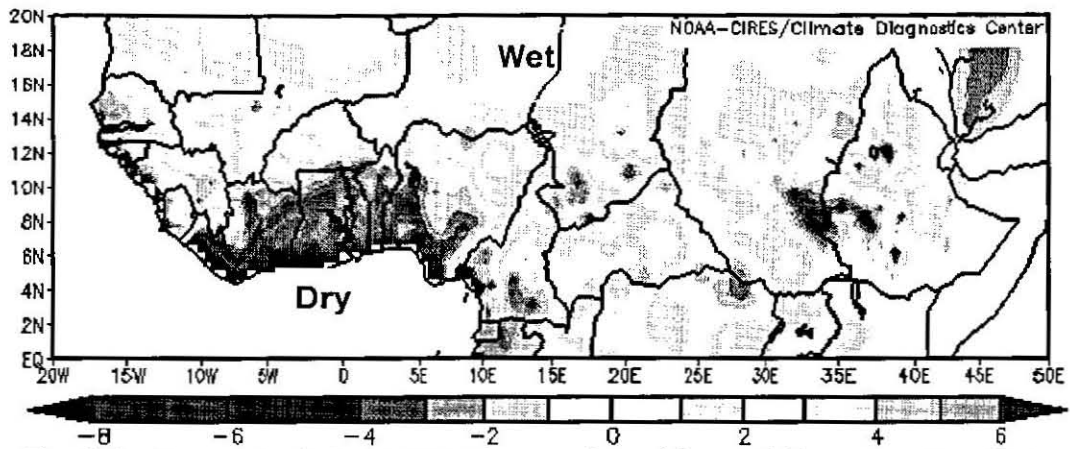 20N
NOAA-CIRES/Climate Diagnostics Center
18N
Wet
16N
14N
12N
10N
8N
6N
4N
Dry
2N
EQ
20W 15W 10W 5W 0 5E 10E 15E 20E 25E 30E 35E 40E 45E 50E
-8 -6 -4 -2 0 2 4 6